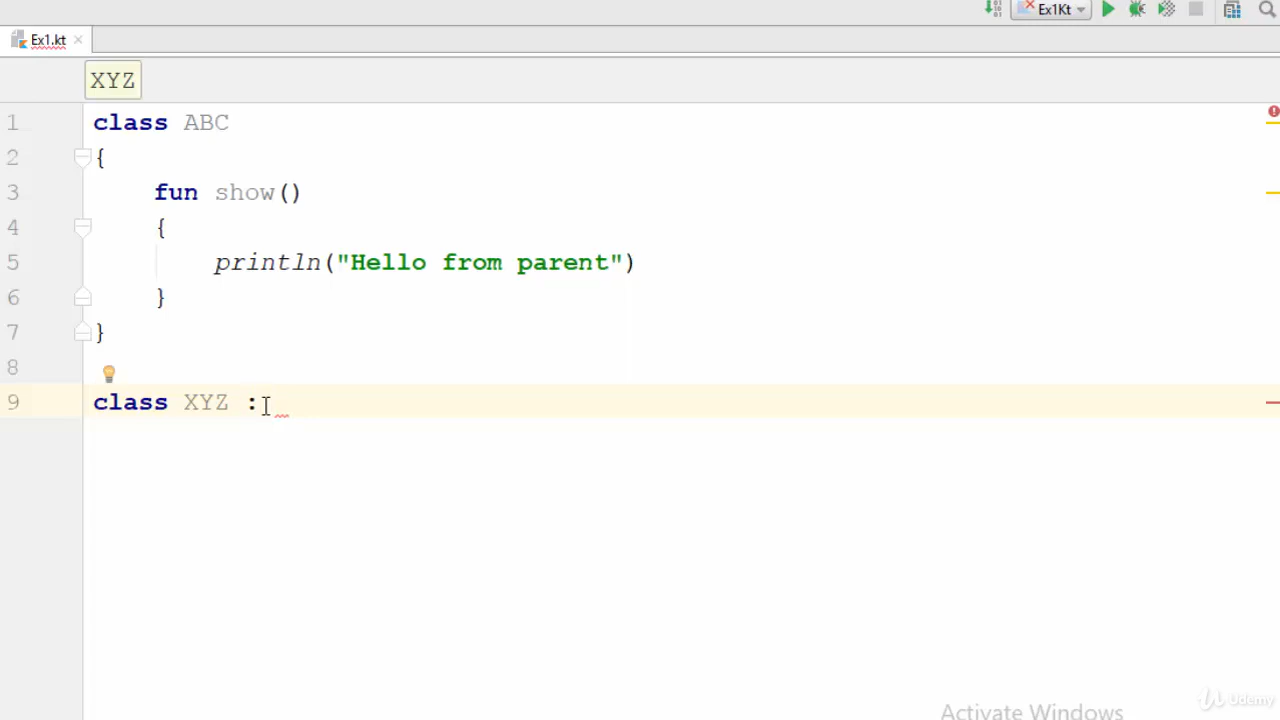 Ex1Kt
Ex1.kt
XYZ
1 class ABC
2 {
3 fun show()
4 {
5 println("Hello from parent")
6 }
7 }
8
9 class XYZ :
Activate Windows
Udemy